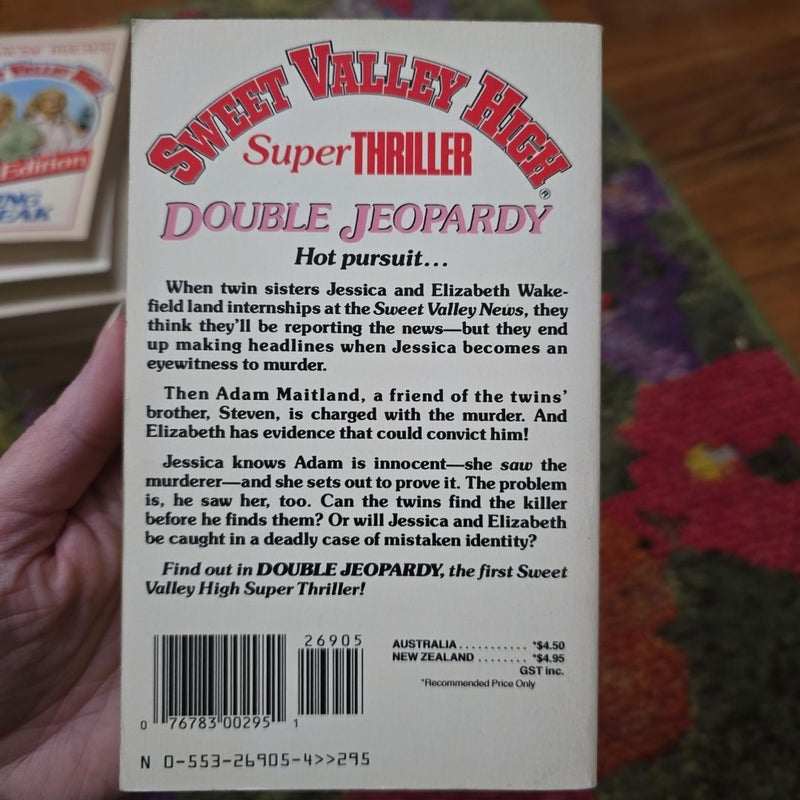 SWEET VALLEY HIGH®
Super THRILLER
DOUBLE JEOPARDY
Hot pursuit...
When twin sisters Jessica and Elizabeth Wake-
field land internships at the Sweet Valley News, they
think they'll be reporting the news—but they end
up making headlines when Jessica becomes an
eyewitness to murder.
Then Adam Maitland, a friend of the twins'
brother, Steven, is charged with the murder. And
Elizabeth has evidence that could convict him!
Jessica knows Adam is innocent—she saw the
murderer—and she sets out to prove it. The problem
is, he saw her, too. Can the twins find the killer
before he finds them? Or will Jessica and Elizabeth
be caught in a deadly case of mistaken identity?
Find out in DOUBLE JEOPARDY, the first Sweet
Valley High Super Thriller!
26905
AUSTRALIA........... *$4.50
NEW ZEALAND........ *$4.95
GST inc.
*Recommended Price Only
0 76783 00295 1
N 0-553-26905-4>>295
Edition